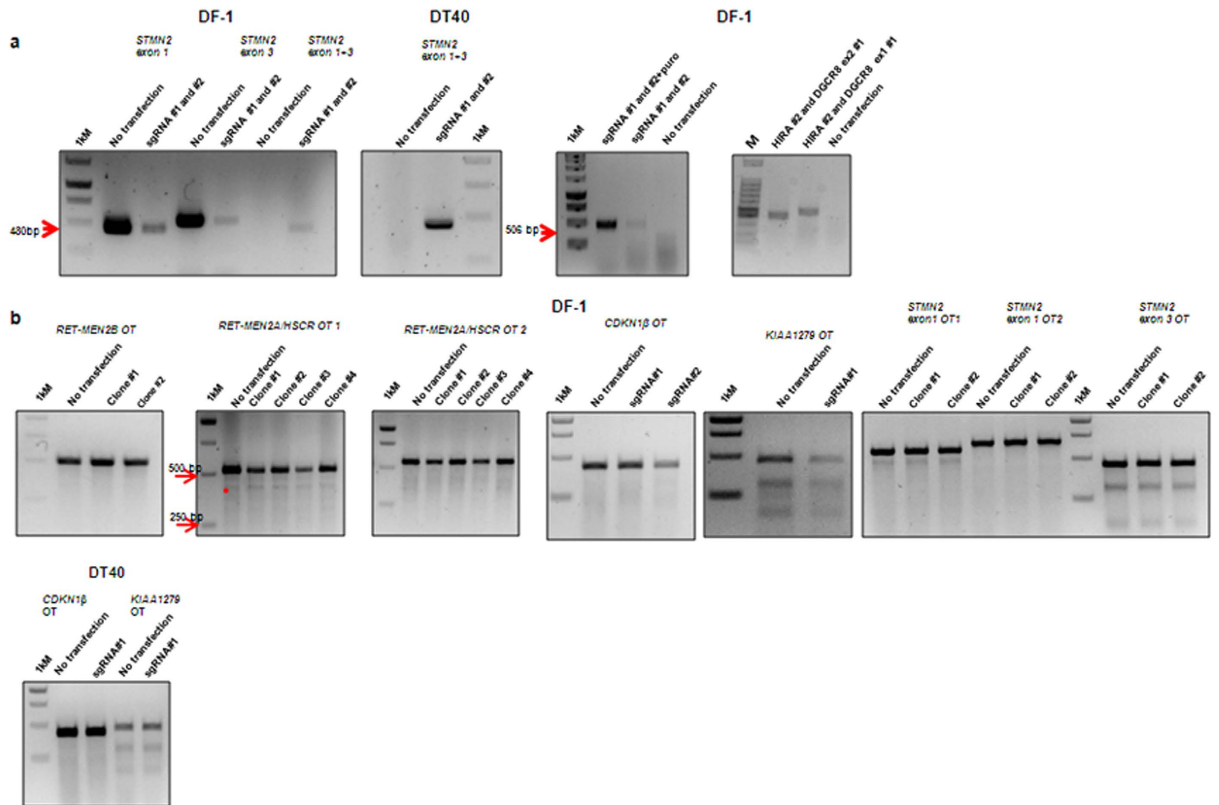 DF-1
DT40
DF-1
a
STMN2 exon 1
STMN2 exon 3
STMN2 exon 1+3
STMN2 exon 1+3
1kM
No transfection
sgRNA #1 and #2
No transfection
sgRNA #1 and #2
No transfection
sgRNA #1 and #2
No transfection
sgRNA #1 and #2
1kM
1kM
sgRNA #1 and #2+puro
sgRNA #1 and #2
No transfection
M
HIRA #2 and DGCR8 ex2 #1
HIRA #2 and DGCR8 ex1 #1
No transfection
430bp
506 bp
b
DF-1
RET-MEN2B OT
RET-MEN2A/HSCR OT 1
RET-MEN2A/HSCR OT 2
CDKN1β OT
KIAA1279 OT
STMN2 exon1 OT1
STMN2 exon 1 OT2
STMN2 exon 3 OT
1kM
No transfection
Clone #1
Clone #2
1kM
No transfection
Clone #1
Clone #2
Clone #3
Clone #4
1kM
No transfection
Clone #1
Clone #2
Clone #3
Clone #4
1kM
No transfection
sgRNA#1
sgRNA#2
1kM
No transfection
sgRNA#1
No transfection
Clone #1
Clone #2
No transfection
Clone #1
Clone #2
1kM
No transfection
Clone #1
Clone #2
500 bp
250 bp
DT40
CDKN1β OT
KIAA1279 OT
1kM
No transfection
sgRNA#1
No transfection
sgRNA#1